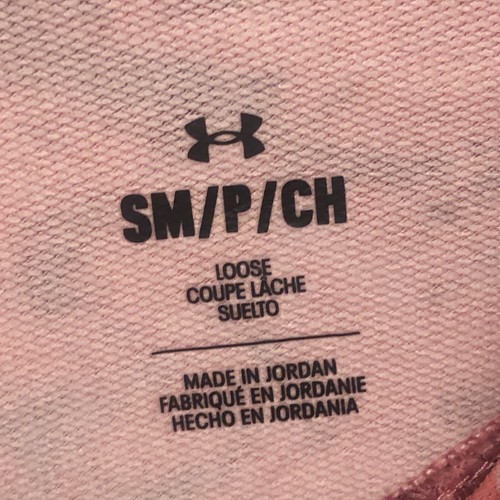 SM/P/CH
LOOSE
COUPE LÂCHE
SUELTO
MADE IN JORDAN
FABRIQUÉ EN JORDANIE
HECHO EN JORDANIA